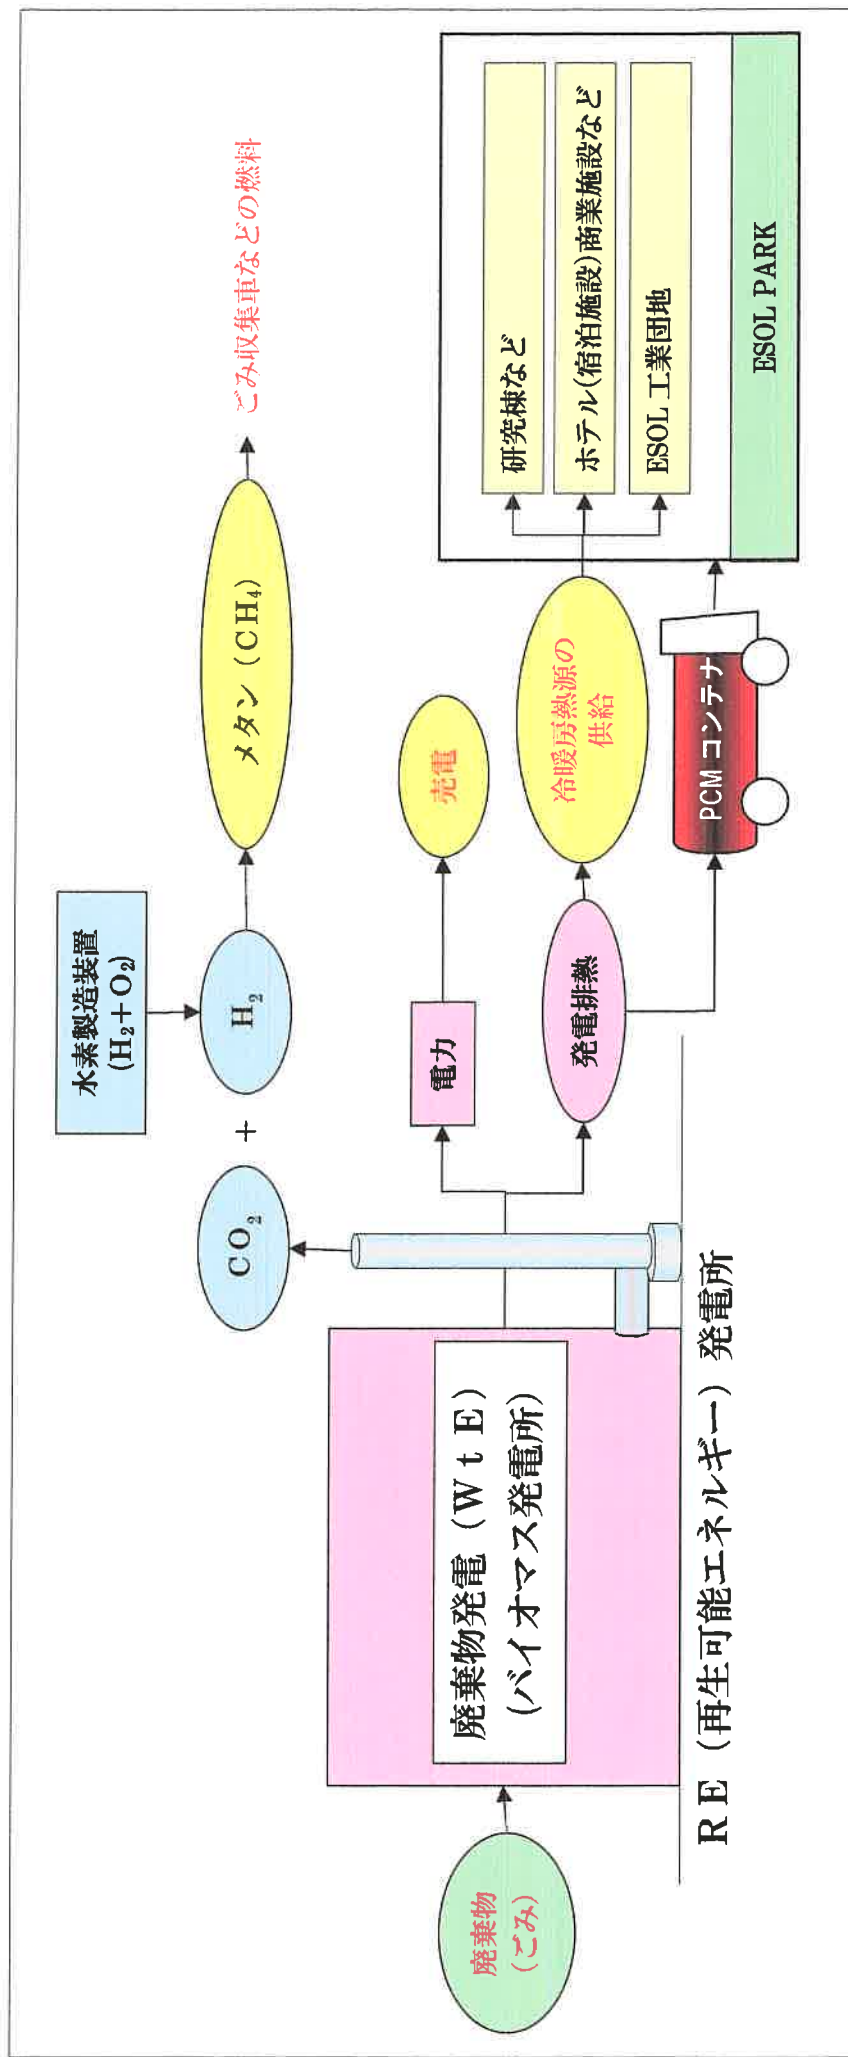 水素製造装置
(H₂+O₂)
CO₂
+
H₂
メタン（CH₄）
ごみ収集車などの燃料
廃棄物
(ごみ)
廃棄物発電（WtE）
(バイオマス発電所)
電力
売電
発電排熱
冷暖房熱源の
供給
研究棟など
ホテル(宿泊施設)商業施設など
ESOL 工業団地
PCM コンテナ
ESOL PARK
RE（再生可能エネルギー）発電所